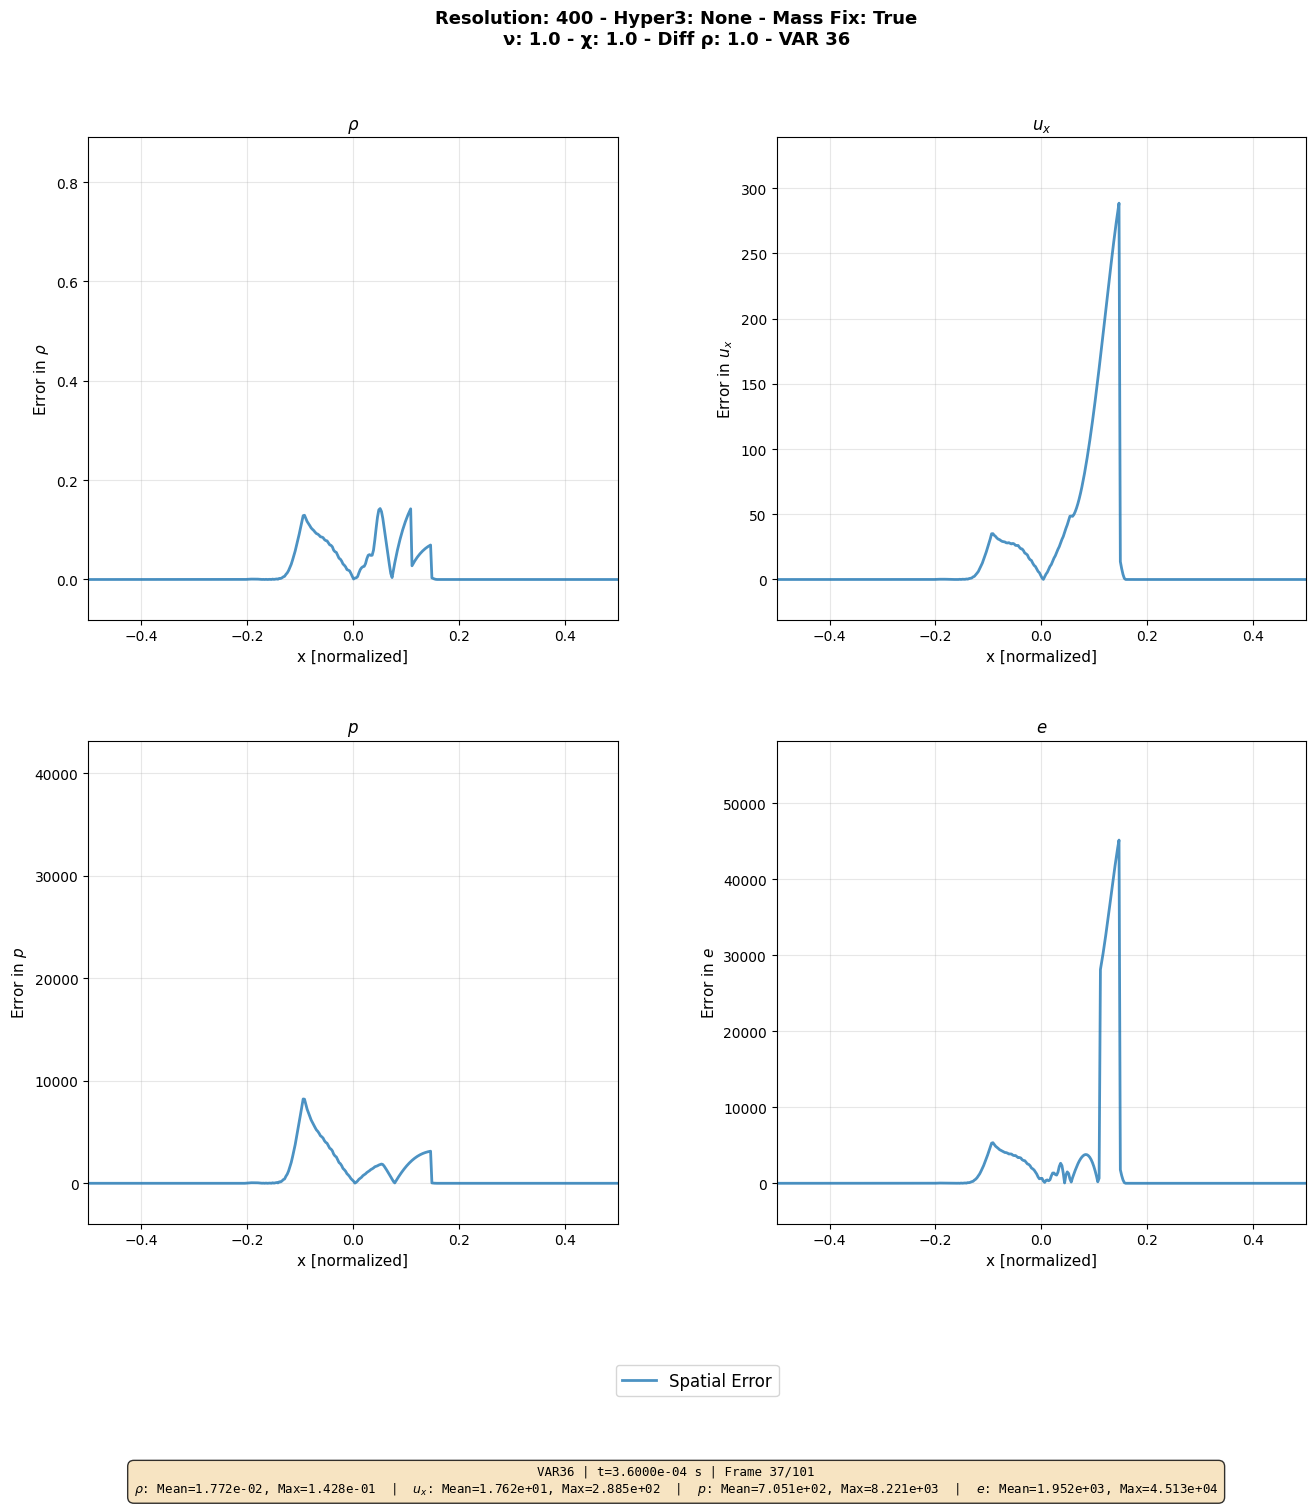 Resolution: 400 - Hyper3: None - Mass Fix: True
ν: 1.0 - χ: 1.0 - Diff ρ: 1.0 - VAR 36
ρ
Error in ρ
0.8
0.6
0.4
0.2
0.0
−0.4 −0.2 0.0 0.2 0.4
x [normalized]
u_x
Error in u_x
300
250
200
150
100
50
0
−0.4 −0.2 0.0 0.2 0.4
x [normalized]
p
Error in p
40000
30000
20000
10000
0
−0.4 −0.2 0.0 0.2 0.4
x [normalized]
e
Error in e
50000
40000
30000
20000
10000
0
−0.4 −0.2 0.0 0.2 0.4
x [normalized]
Spatial Error
VAR36 | t=3.6000e-04 s | Frame 37/101
ρ: Mean=1.772e-02, Max=1.428e-01 | u_x: Mean=1.762e+01, Max=2.885e+02 | p: Mean=7.051e+02, Max=8.221e+03 | e: Mean=1.952e+03, Max=4.513e+04